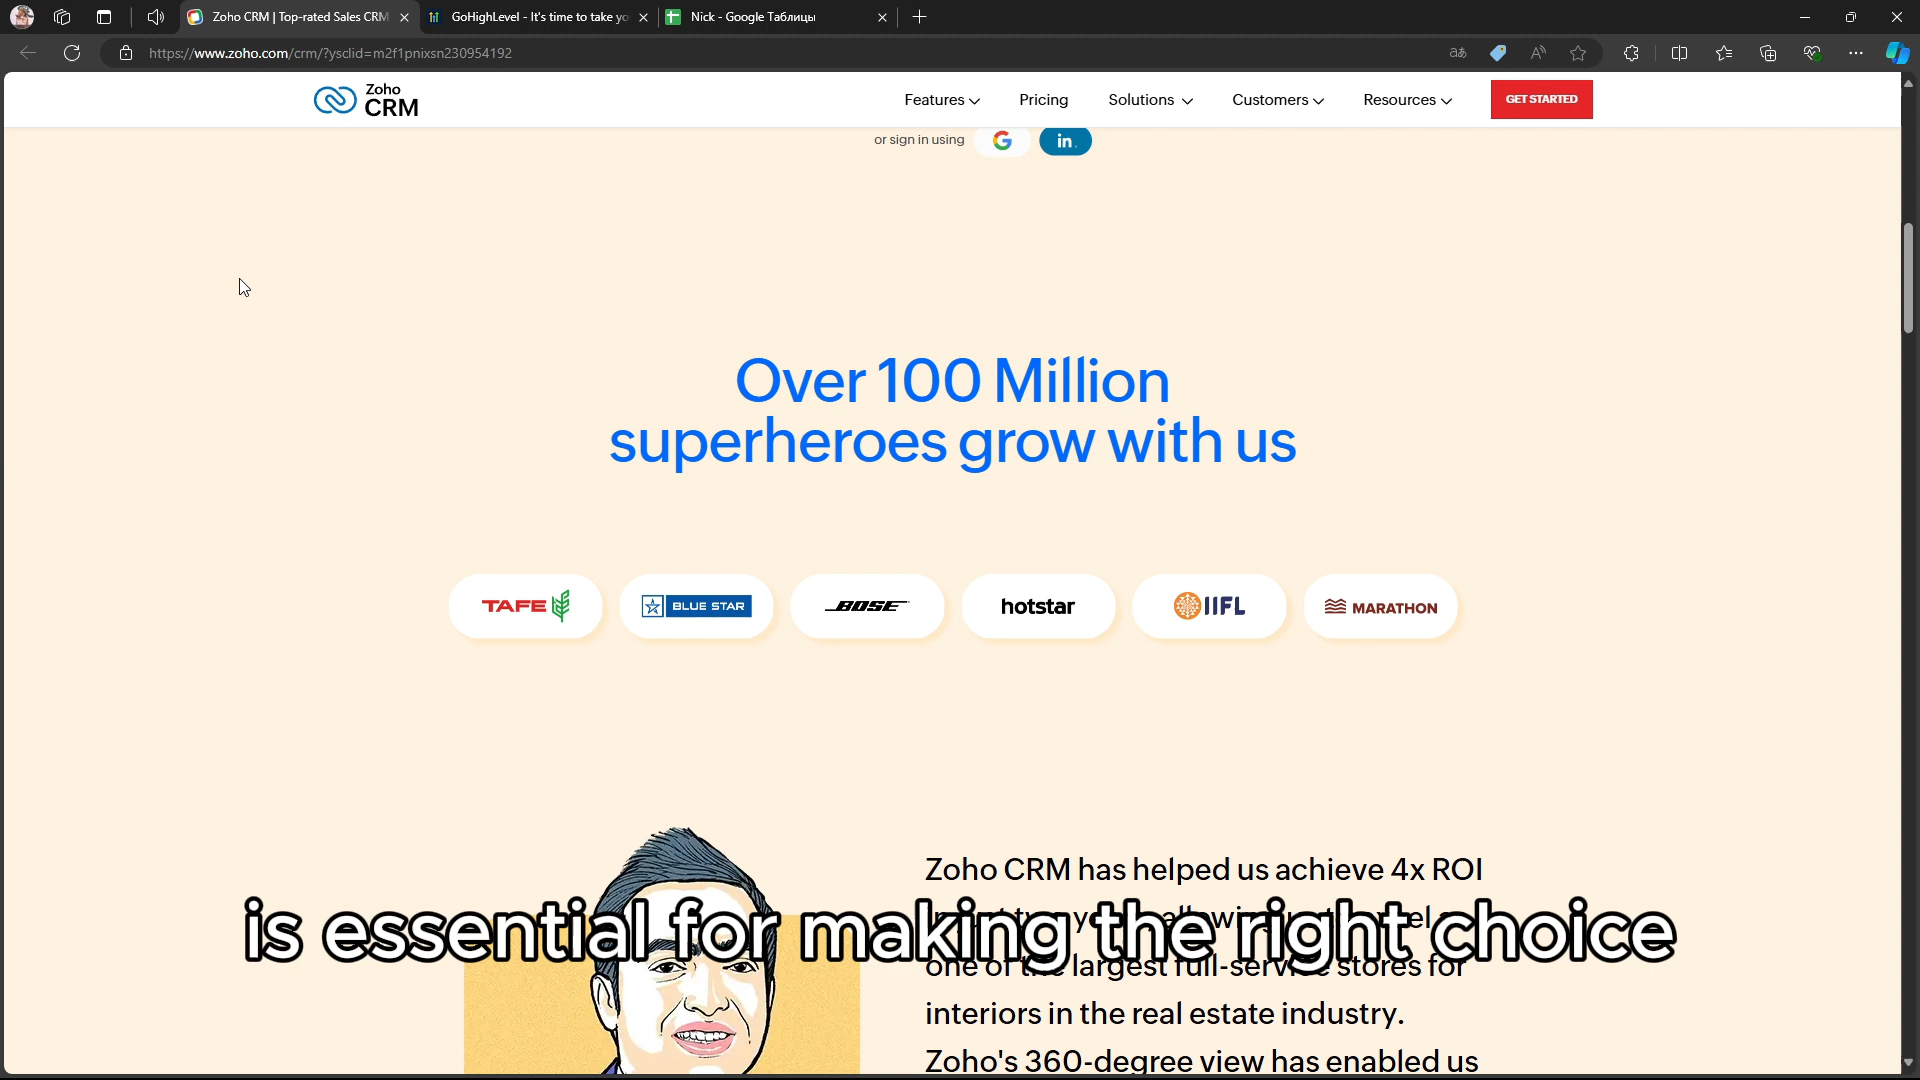 Zoho CRM | Top-rated Sales CRM
GoHighLevel - It's time to take yo
Nick - Google Таблицы
https://www.zoho.com/crm/?ysclid=m2f1pnixsn230954192
Zoho
CRM
Features
Pricing
Solutions
Customers
Resources
GET STARTED
or sign in using
in
Over 100 Million
superheroes grow with us
TAFE
BLUE STAR
BOSE
hotstar
IIFL
MARATHON
Zoho CRM has helped us achieve 4x ROI
is essential for making the right choice
one of the largest full-service stores for
interiors in the real estate industry.
Zoho's 360-degree view has enabled us